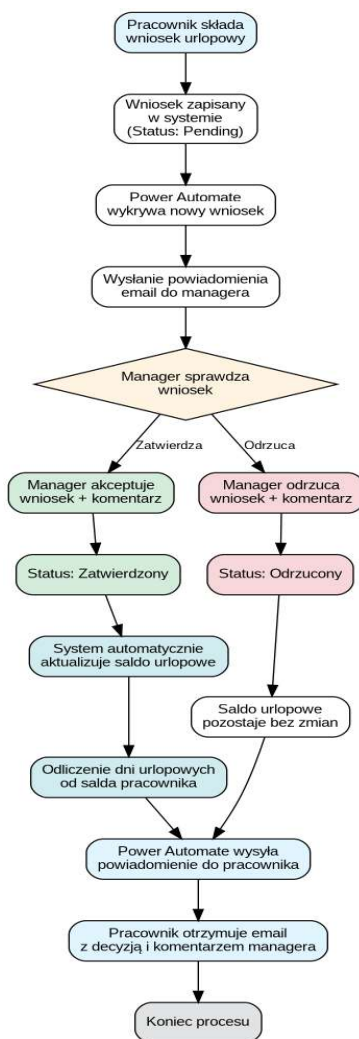 Pracownik składa
wniosek urlopowy
Wniosek zapisany
w systemie
(Status: Pending)
Power Automate
wykrywa nowy wniosek
Wysłanie powiadomienia
email do managera
Manager sprawdza
wniosek
Zatwierdza
Odrzuca
Manager akceptuje
wniosek + komentarz
Manager odrzuca
wniosek + komentarz
Status: Zatwierdzony
Status: Odrzucony
System automatycznie
aktualizuje saldo urlopowe
Saldo urlopowe
pozostaje bez zmian
Odliczenie dni urlopowych
od salda pracownika
Power Automate wysyła
powiadomienie do pracownika
Pracownik otrzymuje email
z decyzją i komentarzem managera
Koniec procesu